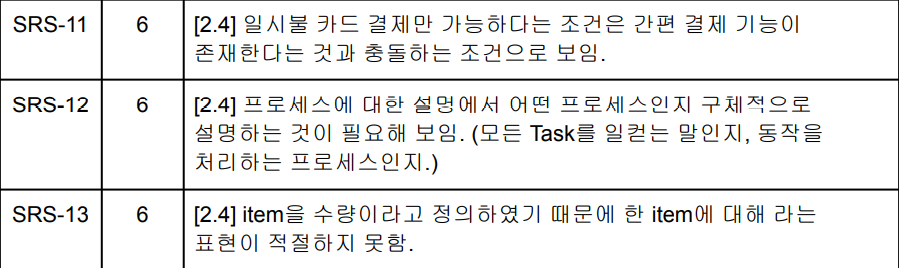 SRS-11 6 [2.4] 일시불 카드 결제만 가능하다는 조건은 간편 결제 기능이
존재한다는 것과 충돌하는 조건으로 보임.
SRS-12 6 [2.4] 프로세스에 대한 설명에서 어떤 프로세스인지 구체적으로
설명하는 것이 필요해 보임. (모든 Task를 일컫는 말인지, 동작을
처리하는 프로세스인지.)
SRS-13 6 [2.4] item을 수량이라고 정의하였기 때문에 한 item에 대해 라는
표현이 적절하지 못함.